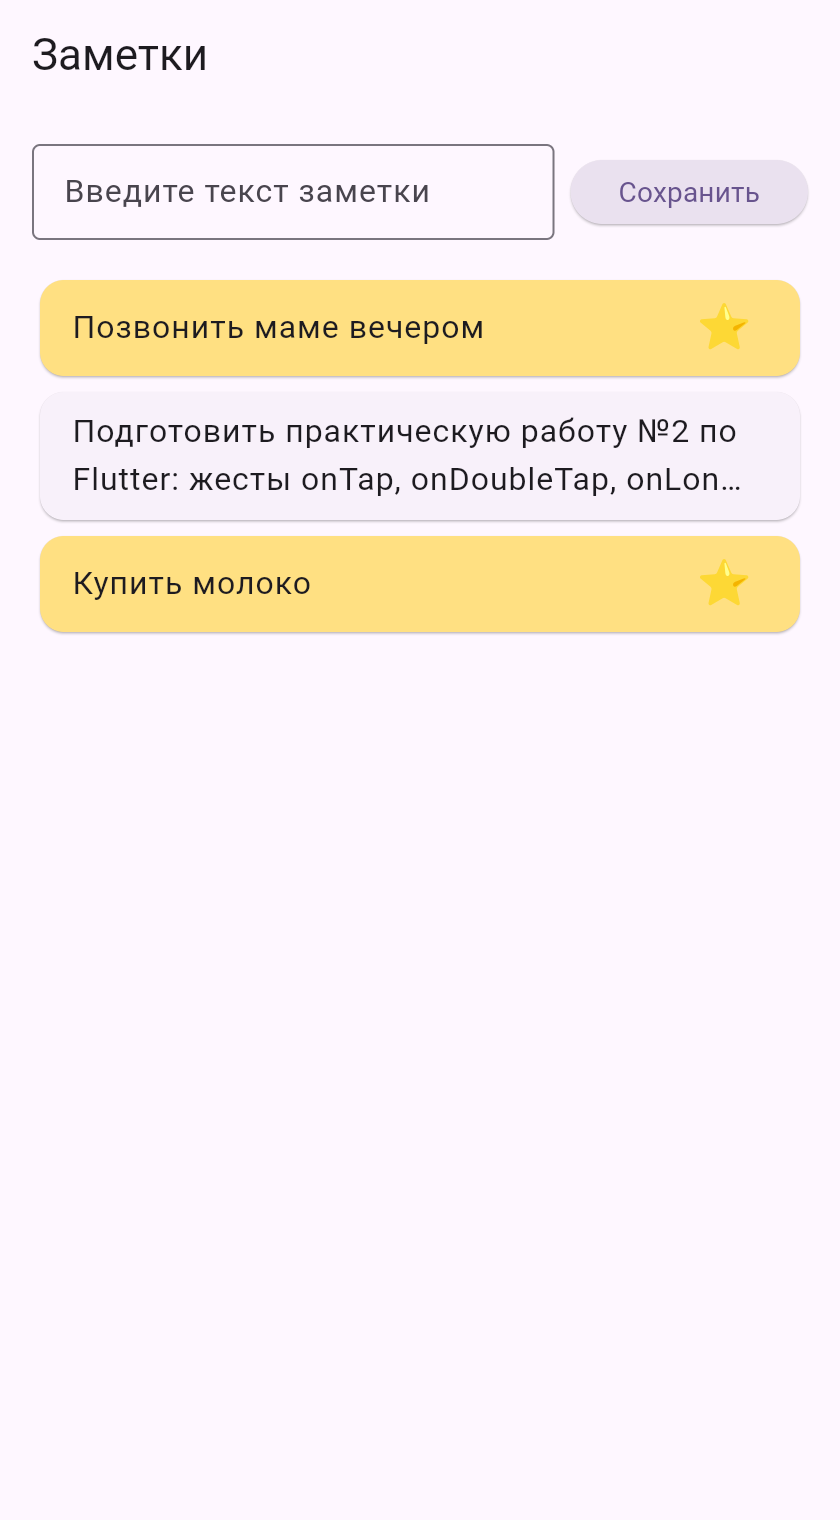 Заметки
Введите текст заметки
Сохранить
Позвонить маме вечером
Подготовить практическую работу №2 по
Flutter: жесты onTap, onDoubleTap, onLon…
Купить молоко